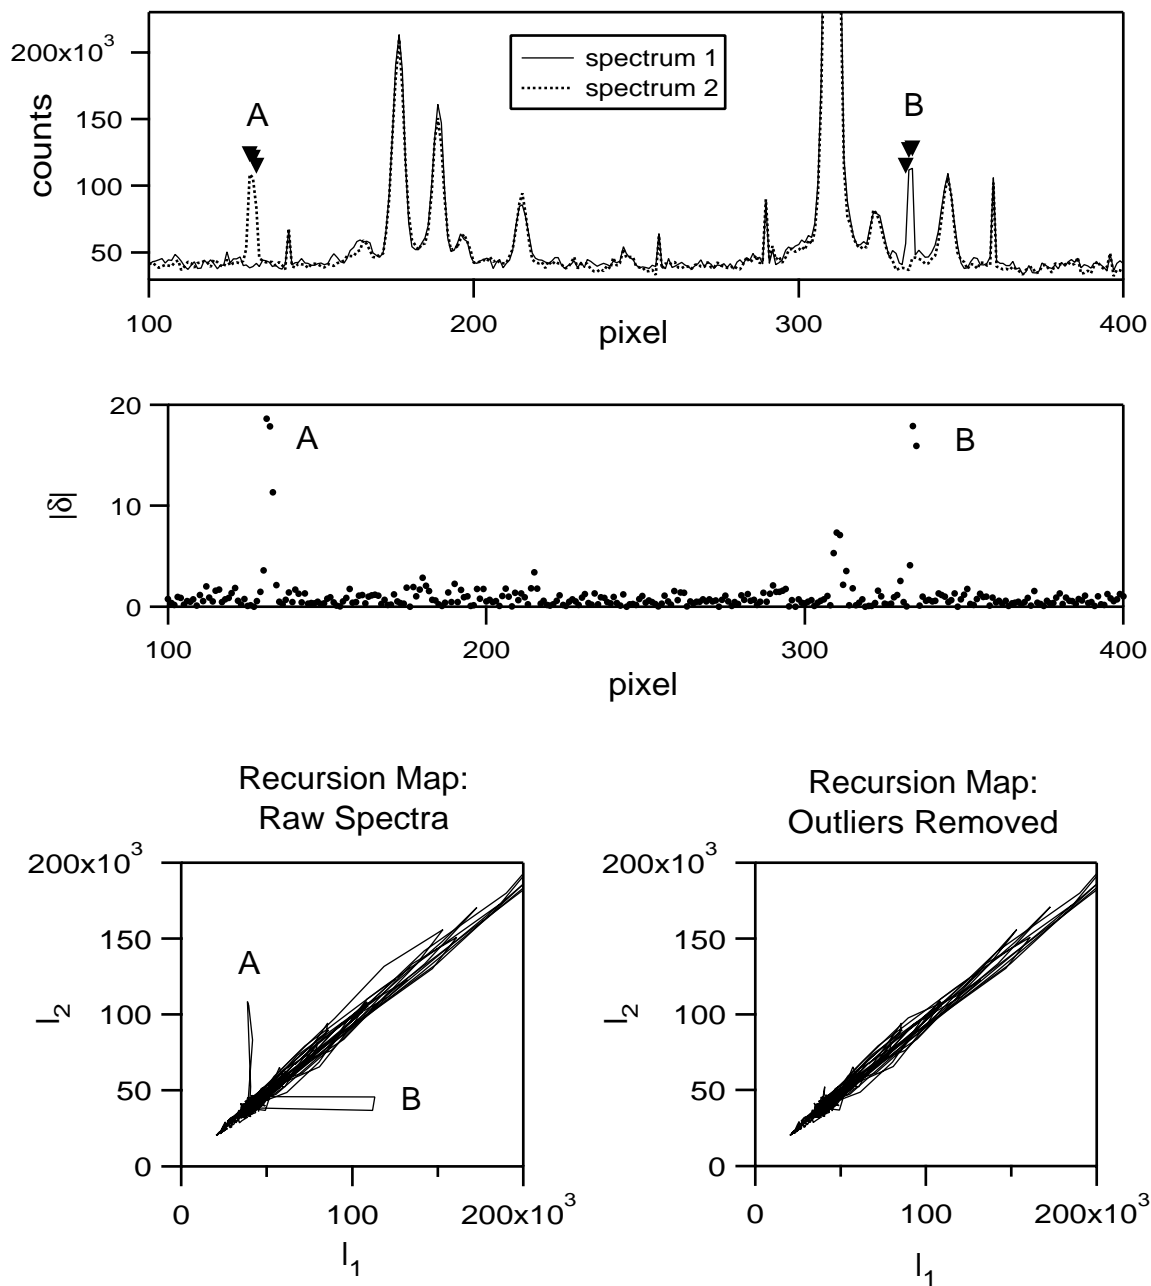 200x10³
150
100
50
counts
A
B
spectrum 1
spectrum 2
100
200
300
400
pixel
20
10
0
|δ|
A
B
100
200
300
400
pixel
Recursion Map:
Raw Spectra
200x10³
150
100
50
0
I₂
A
B
0
100
200x10³
I₁
Recursion Map:
Outliers Removed
200x10³
150
100
50
0
I₂
0
100
200x10³
I₁